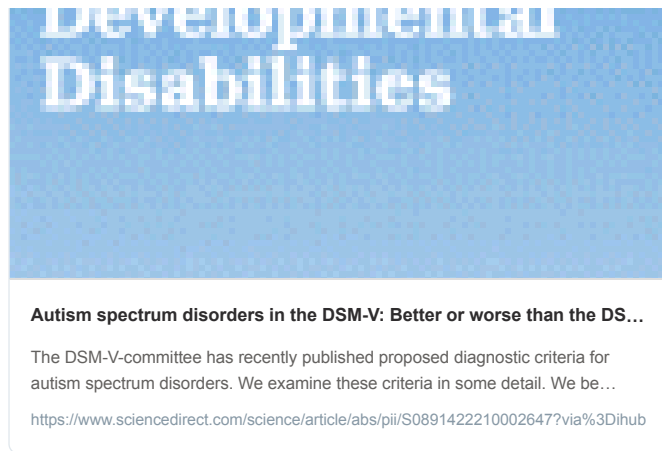 Developmental
Disabilities
Autism spectrum disorders in the DSM-V: Better or worse than the DS...
The DSM-V-committee has recently published proposed diagnostic criteria for
autism spectrum disorders. We examine these criteria in some detail. We be...
https://www.sciencedirect.com/science/article/abs/pii/S0891422210002647?via%3Dihub